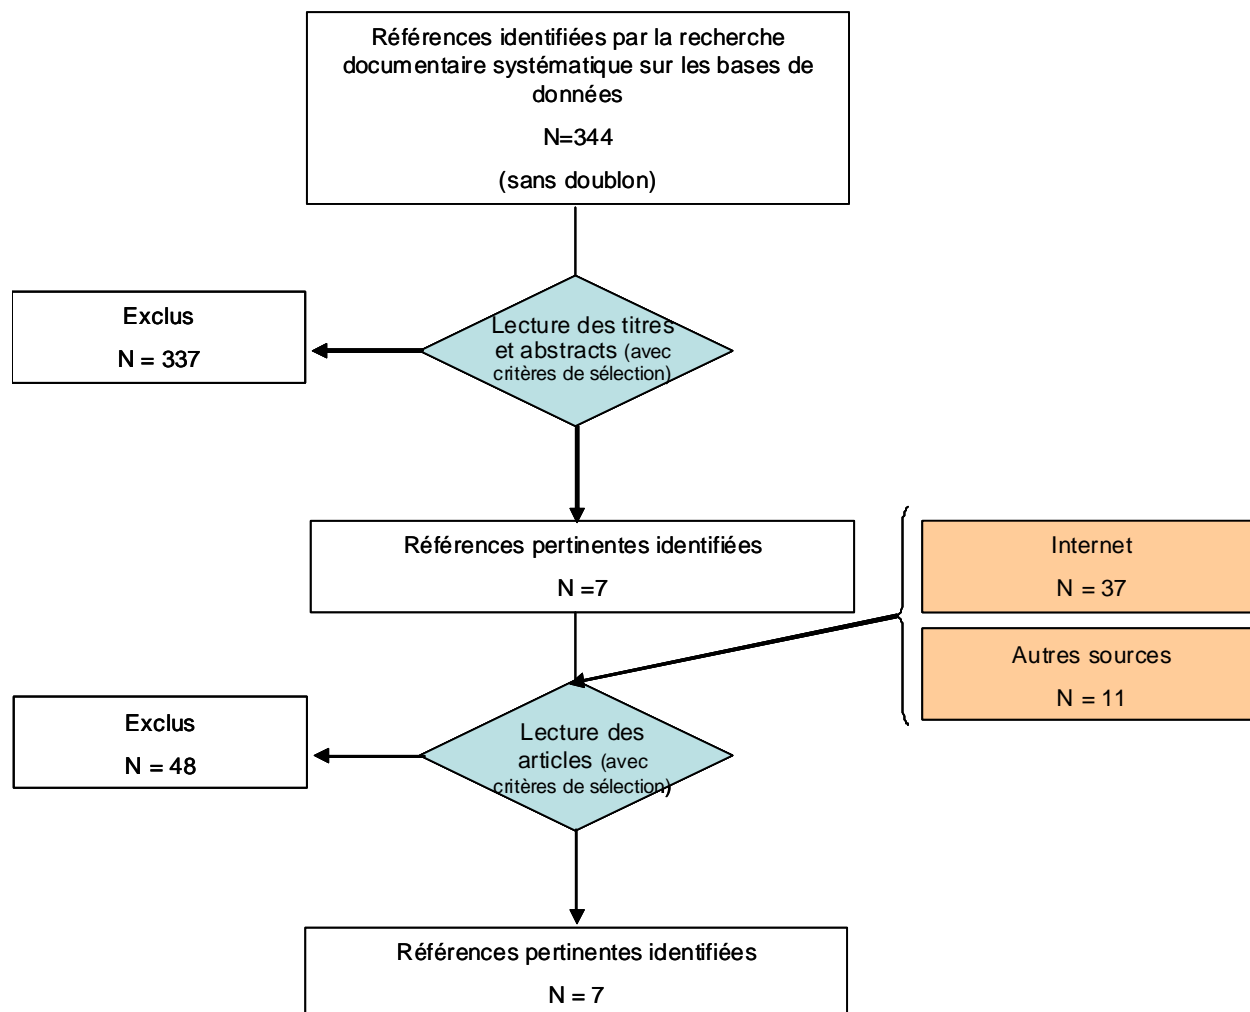 Références identifiées par la recherche
documentaire systématique sur les bases de
données
N=344
(sans doublon)
Lecture des titres
et abstracts (avec
critères de sélection)
Exclus
N = 337
Références pertinentes identifiées
N =7
Internet
N = 37
Autres sources
N = 11
Lecture des
articles (avec
critères de sélection)
Exclus
N = 48
Références pertinentes identifiées
N = 7